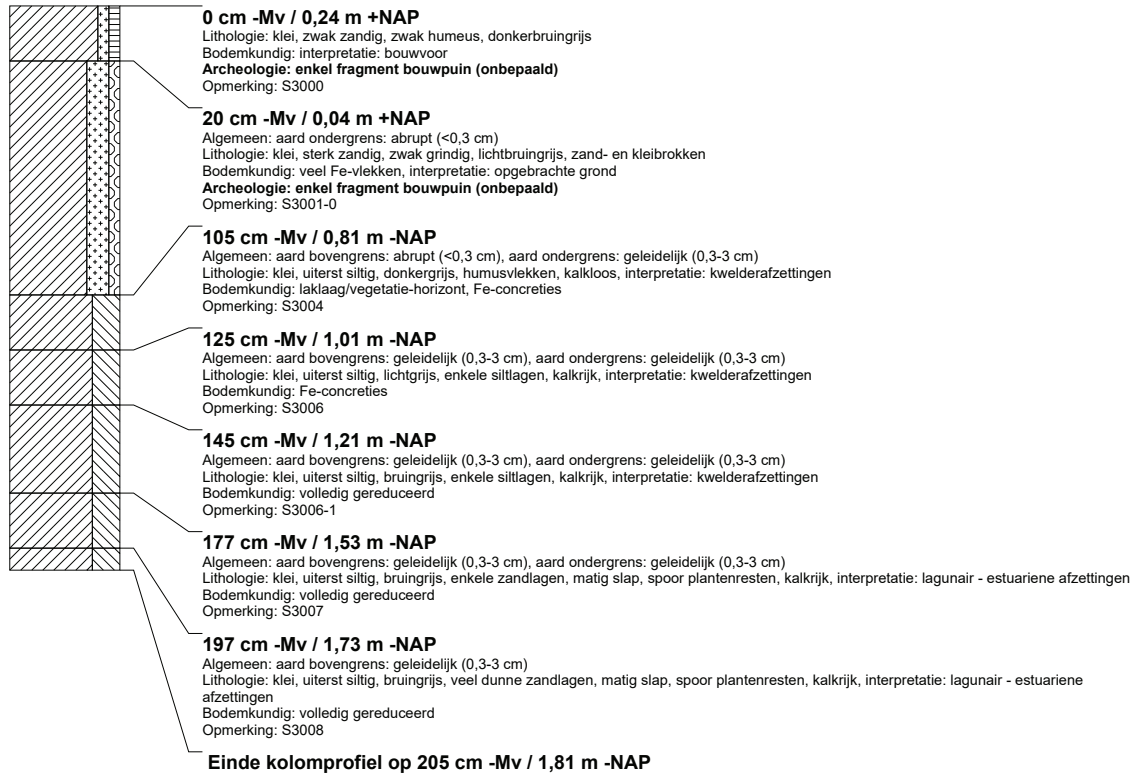 0 cm -Mv / 0,24 m +NAP
Lithologie: klei, zwak zandig, zwak humeus, donkerbruingrijs
Bodemkundig: interpretatie: bouwvoor
Archeologie: enkel fragment bouwpuin (onbepaald)
Opmerking: S3000
20 cm -Mv / 0,04 m +NAP
Algemeen: aard ondergrens: abrupt (<0,3 cm)
Lithologie: klei, sterk zandig, zwak grindig, lichtbruingrijs, zand- en kleibrokken
Bodemkundig: veel Fe-vlekken, interpretatie: opgebrachte grond
Archeologie: enkel fragment bouwpuin (onbepaald)
Opmerking: S3001-0
105 cm -Mv / 0,81 m -NAP
Algemeen: aard bovengrens: abrupt (<0,3 cm), aard ondergrens: geleidelijk (0,3-3 cm)
Lithologie: klei, uiterst siltig, donkergrijs, humusvlekken, kalkloos, interpretatie: kwelderafzettingen
Bodemkundig: laklaag/vegetatie-horizont, Fe-concreties
Opmerking: S3004
125 cm -Mv / 1,01 m -NAP
Algemeen: aard bovengrens: geleidelijk (0,3-3 cm), aard ondergrens: geleidelijk (0,3-3 cm)
Lithologie: klei, uiterst siltig, lichtgrijs, enkele siltlagen, kalkrijk, interpretatie: kwelderafzettingen
Bodemkundig: Fe-concreties
Opmerking: S3006
145 cm -Mv / 1,21 m -NAP
Algemeen: aard bovengrens: geleidelijk (0,3-3 cm), aard ondergrens: geleidelijk (0,3-3 cm)
Lithologie: klei, uiterst siltig, bruingrijs, enkele siltlagen, kalkrijk, interpretatie: kwelderafzettingen
Bodemkundig: volledig gereduceerd
Opmerking: S3006-1
177 cm -Mv / 1,53 m -NAP
Algemeen: aard bovengrens: geleidelijk (0,3-3 cm), aard ondergrens: geleidelijk (0,3-3 cm)
Lithologie: klei, uiterst siltig, bruingrijs, enkele zandlagen, matig slap, spoor plantenresten, kalkrijk, interpretatie: lagunair - estuariene afzettingen
Bodemkundig: volledig gereduceerd
Opmerking: S3007
197 cm -Mv / 1,73 m -NAP
Algemeen: aard bovengrens: geleidelijk (0,3-3 cm)
Lithologie: klei, uiterst siltig, bruingrijs, veel dunne zandlagen, matig slap, spoor plantenresten, kalkrijk, interpretatie: lagunair - estuariene
afzettingen
Bodemkundig: volledig gereduceerd
Opmerking: S3008
Einde kolomprofiel op 205 cm -Mv / 1,81 m -NAP